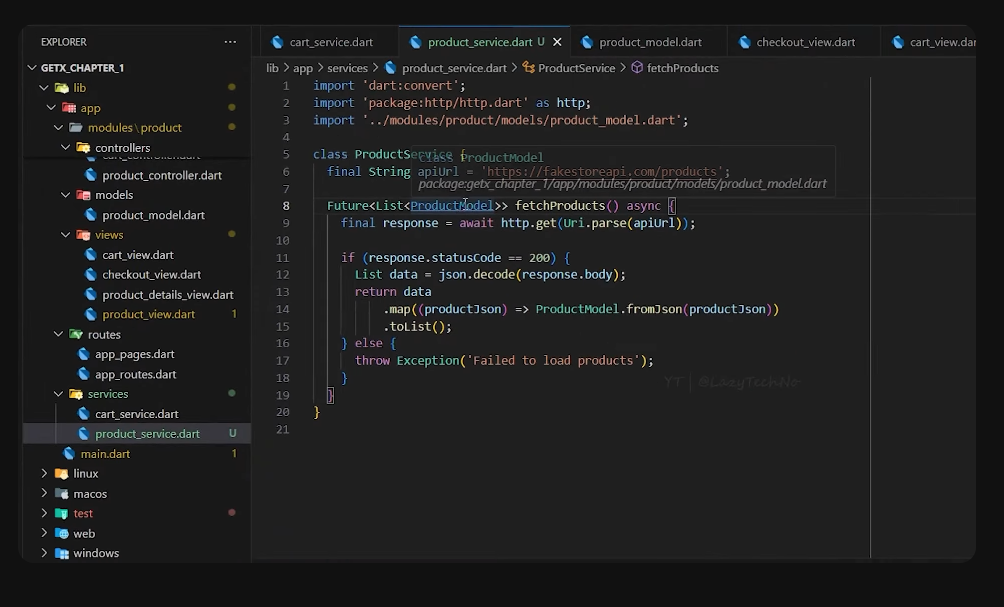 EXPLORER
...
GETX_CHAPTER_1
lib
app
modules\product
controllers
cart_controller.dart
product_controller.dart
models
product_model.dart
views
cart_view.dart
checkout_view.dart
product_details_view.dart
product_view.dart 1
routes
app_pages.dart
app_routes.dart
services
cart_service.dart
product_service.dart U
main.dart 1
linux
macos
test
web
windows
cart_service.dart product_service.dart U × product_model.dart checkout_view.dart cart_view.dar
lib > app > services > product_service.dart > ProductService > fetchProducts
1 import 'dart:convert';
2 import 'package:http/http.dart' as http;
3 import '../modules/product/models/product_model.dart';
4
5 class ProductService {
class ProductModel
6 final String apiUrl = 'https://fakestoreapi.com/products';
package:getx_chapter_1/app/modules/product/models/product_model.dart
7
8 Future<List<ProductModel>> fetchProducts() async {
9 final response = await http.get(Uri.parse(apiUrl));
10
11 if (response.statusCode == 200) {
12 List data = json.decode(response.body);
13 return data
14 .map((productJson) => ProductModel.fromJson(productJson))
15 .toList();
16 } else {
17 throw Exception('Failed to load products');
18 }
19 }
20 }
21
YT | @LazyTechNo